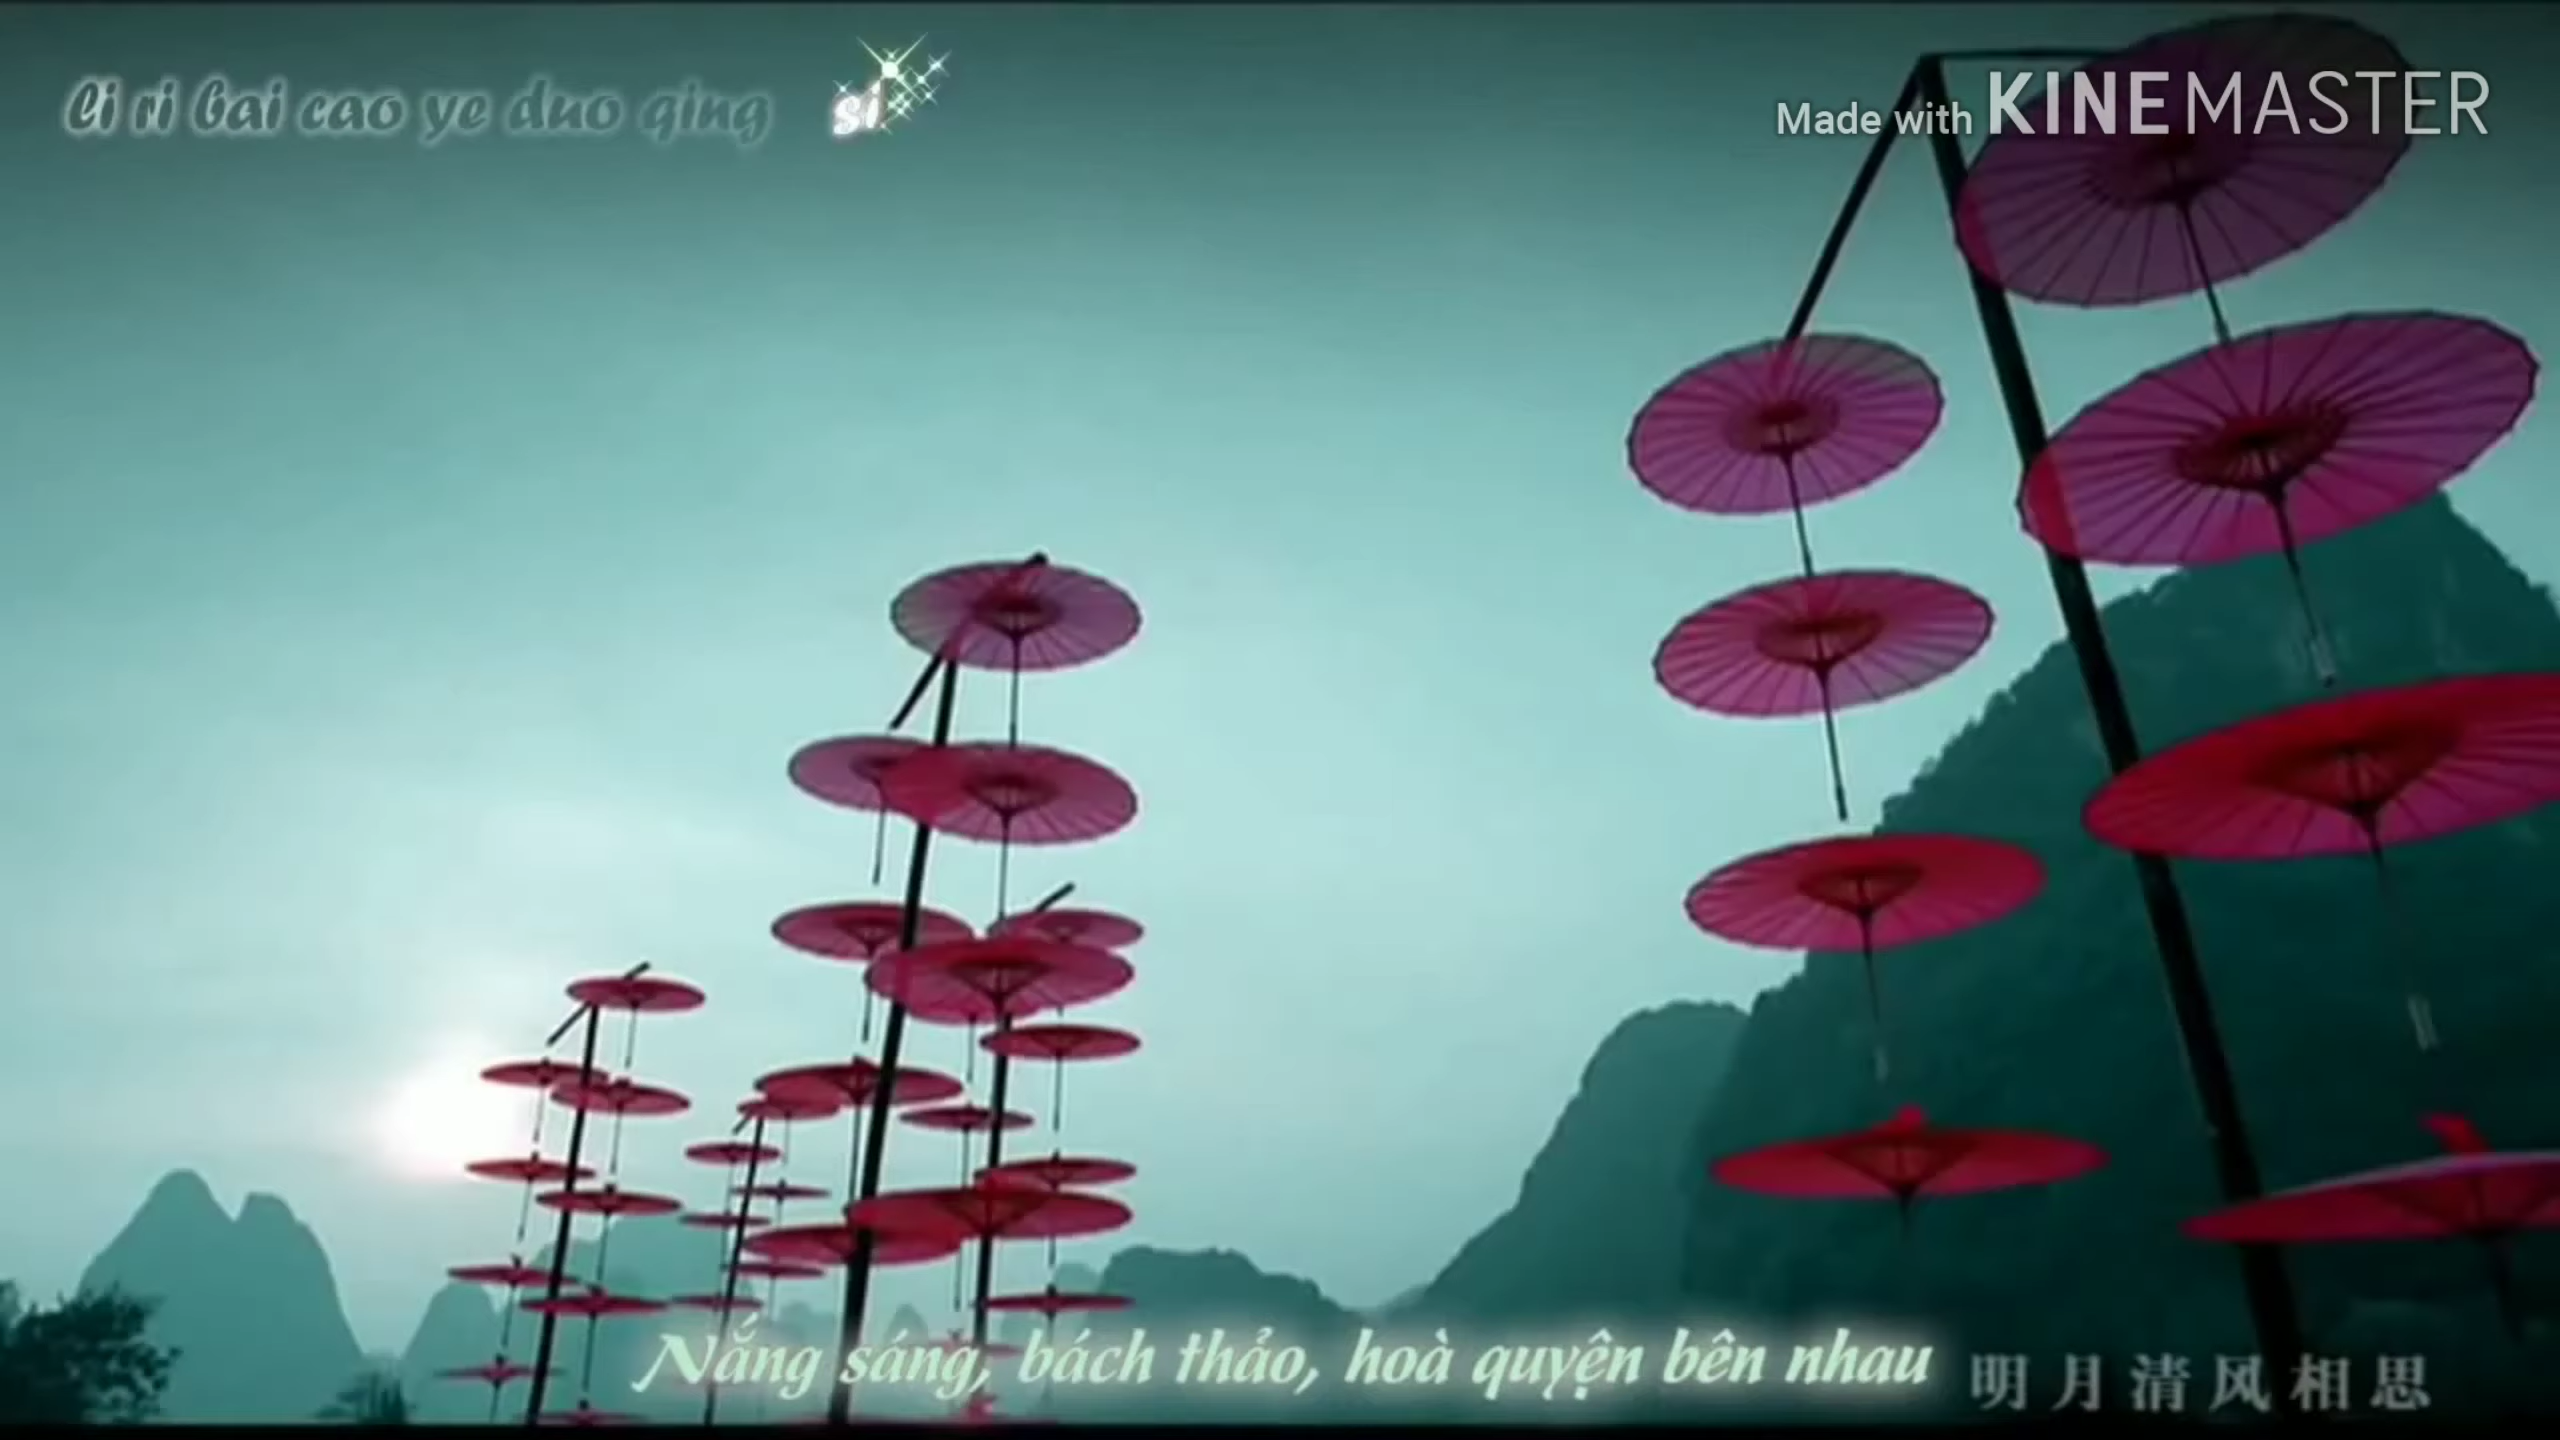 li ri bai cao ye duo qing si
Made with KINEMASTER
Nắng sáng, bách thảo, hoà quyện bên nhau
明月清风相思